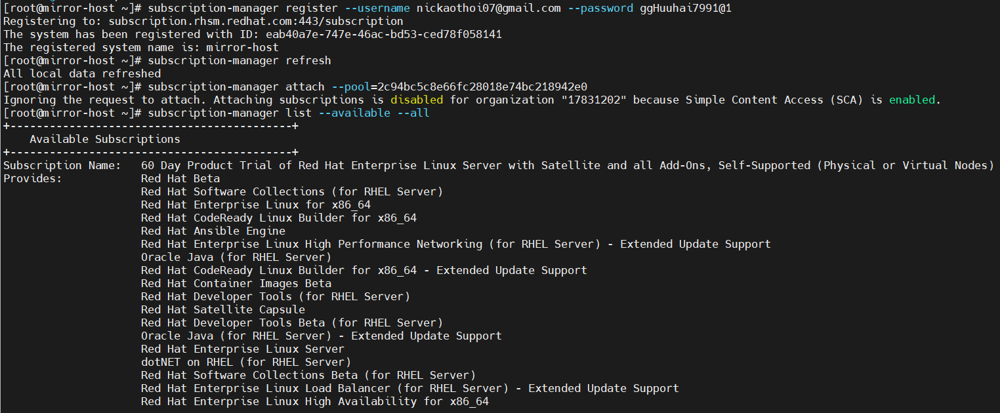 [root@mirror-host ~]# subscription-manager register --username nickaothoi07@gmail.com --password ggHuuhai7991@1
Registering to: subscription.rhsm.redhat.com:443/subscription
The system has been registered with ID: eab40a7e-747e-46ac-bd53-ced78f058141
The registered system name is: mirror-host
[root@mirror-host ~]# subscription-manager refresh
All local data refreshed
[root@mirror-host ~]# subscription-manager attach --pool=2c94bc5c8e66fc28018e74bc218942e0
Ignoring the request to attach. Attaching subscriptions is disabled for organization "17831202" because Simple Content Access (SCA) is enabled.
[root@mirror-host ~]# subscription-manager list --available --all
+-------------------------------------------+
    Available Subscriptions
+-------------------------------------------+
Subscription Name:   60 Day Product Trial of Red Hat Enterprise Linux Server with Satellite and all Add-Ons, Self-Supported (Physical or Virtual Nodes)
Provides:            Red Hat Beta
                     Red Hat Software Collections (for RHEL Server)
                     Red Hat Enterprise Linux for x86_64
                     Red Hat CodeReady Linux Builder for x86_64
                     Red Hat Ansible Engine
                     Red Hat Enterprise Linux High Performance Networking (for RHEL Server) - Extended Update Support
                     Oracle Java (for RHEL Server)
                     Red Hat CodeReady Linux Builder for x86_64 - Extended Update Support
                     Red Hat Container Images Beta
                     Red Hat Developer Tools (for RHEL Server)
                     Red Hat Satellite Capsule
                     Red Hat Developer Tools Beta (for RHEL Server)
                     Oracle Java (for RHEL Server) - Extended Update Support
                     Red Hat Enterprise Linux Server
                     dotNET on RHEL (for RHEL Server)
                     Red Hat Software Collections Beta (for RHEL Server)
                     Red Hat Enterprise Linux Load Balancer (for RHEL Server) - Extended Update Support
                     Red Hat Enterprise Linux High Availability for x86_64